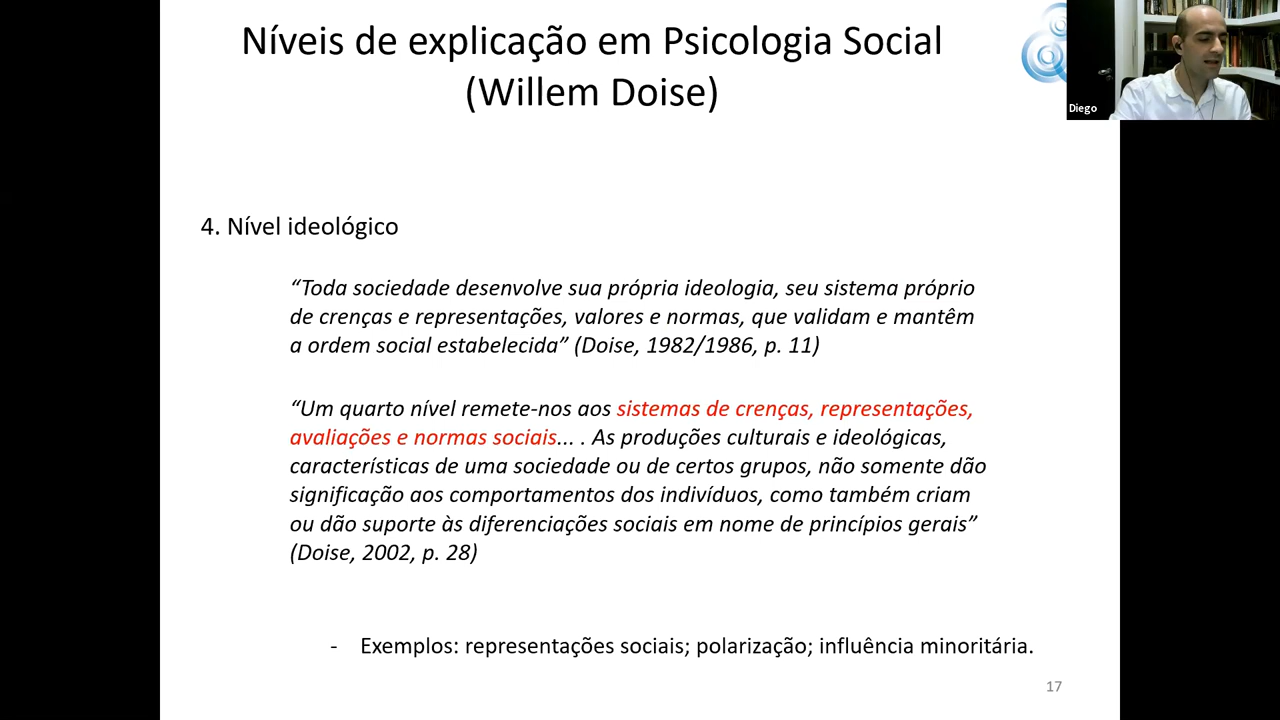 Níveis de explicação em Psicologia Social
(Willem Doise)
Diego
4. Nível ideológico
“Toda sociedade desenvolve sua própria ideologia, seu sistema próprio
de crenças e representações, valores e normas, que validam e mantêm
a ordem social estabelecida” (Doise, 1982/1986, p. 11)
“Um quarto nível remete-nos aos sistemas de crenças, representações,
avaliações e normas sociais... . As produções culturais e ideológicas,
características de uma sociedade ou de certos grupos, não somente dão
significação aos comportamentos dos indivíduos, como também criam
ou dão suporte às diferenciações sociais em nome de princípios gerais”
(Doise, 2002, p. 28)
- Exemplos: representações sociais; polarização; influência minoritária.
17